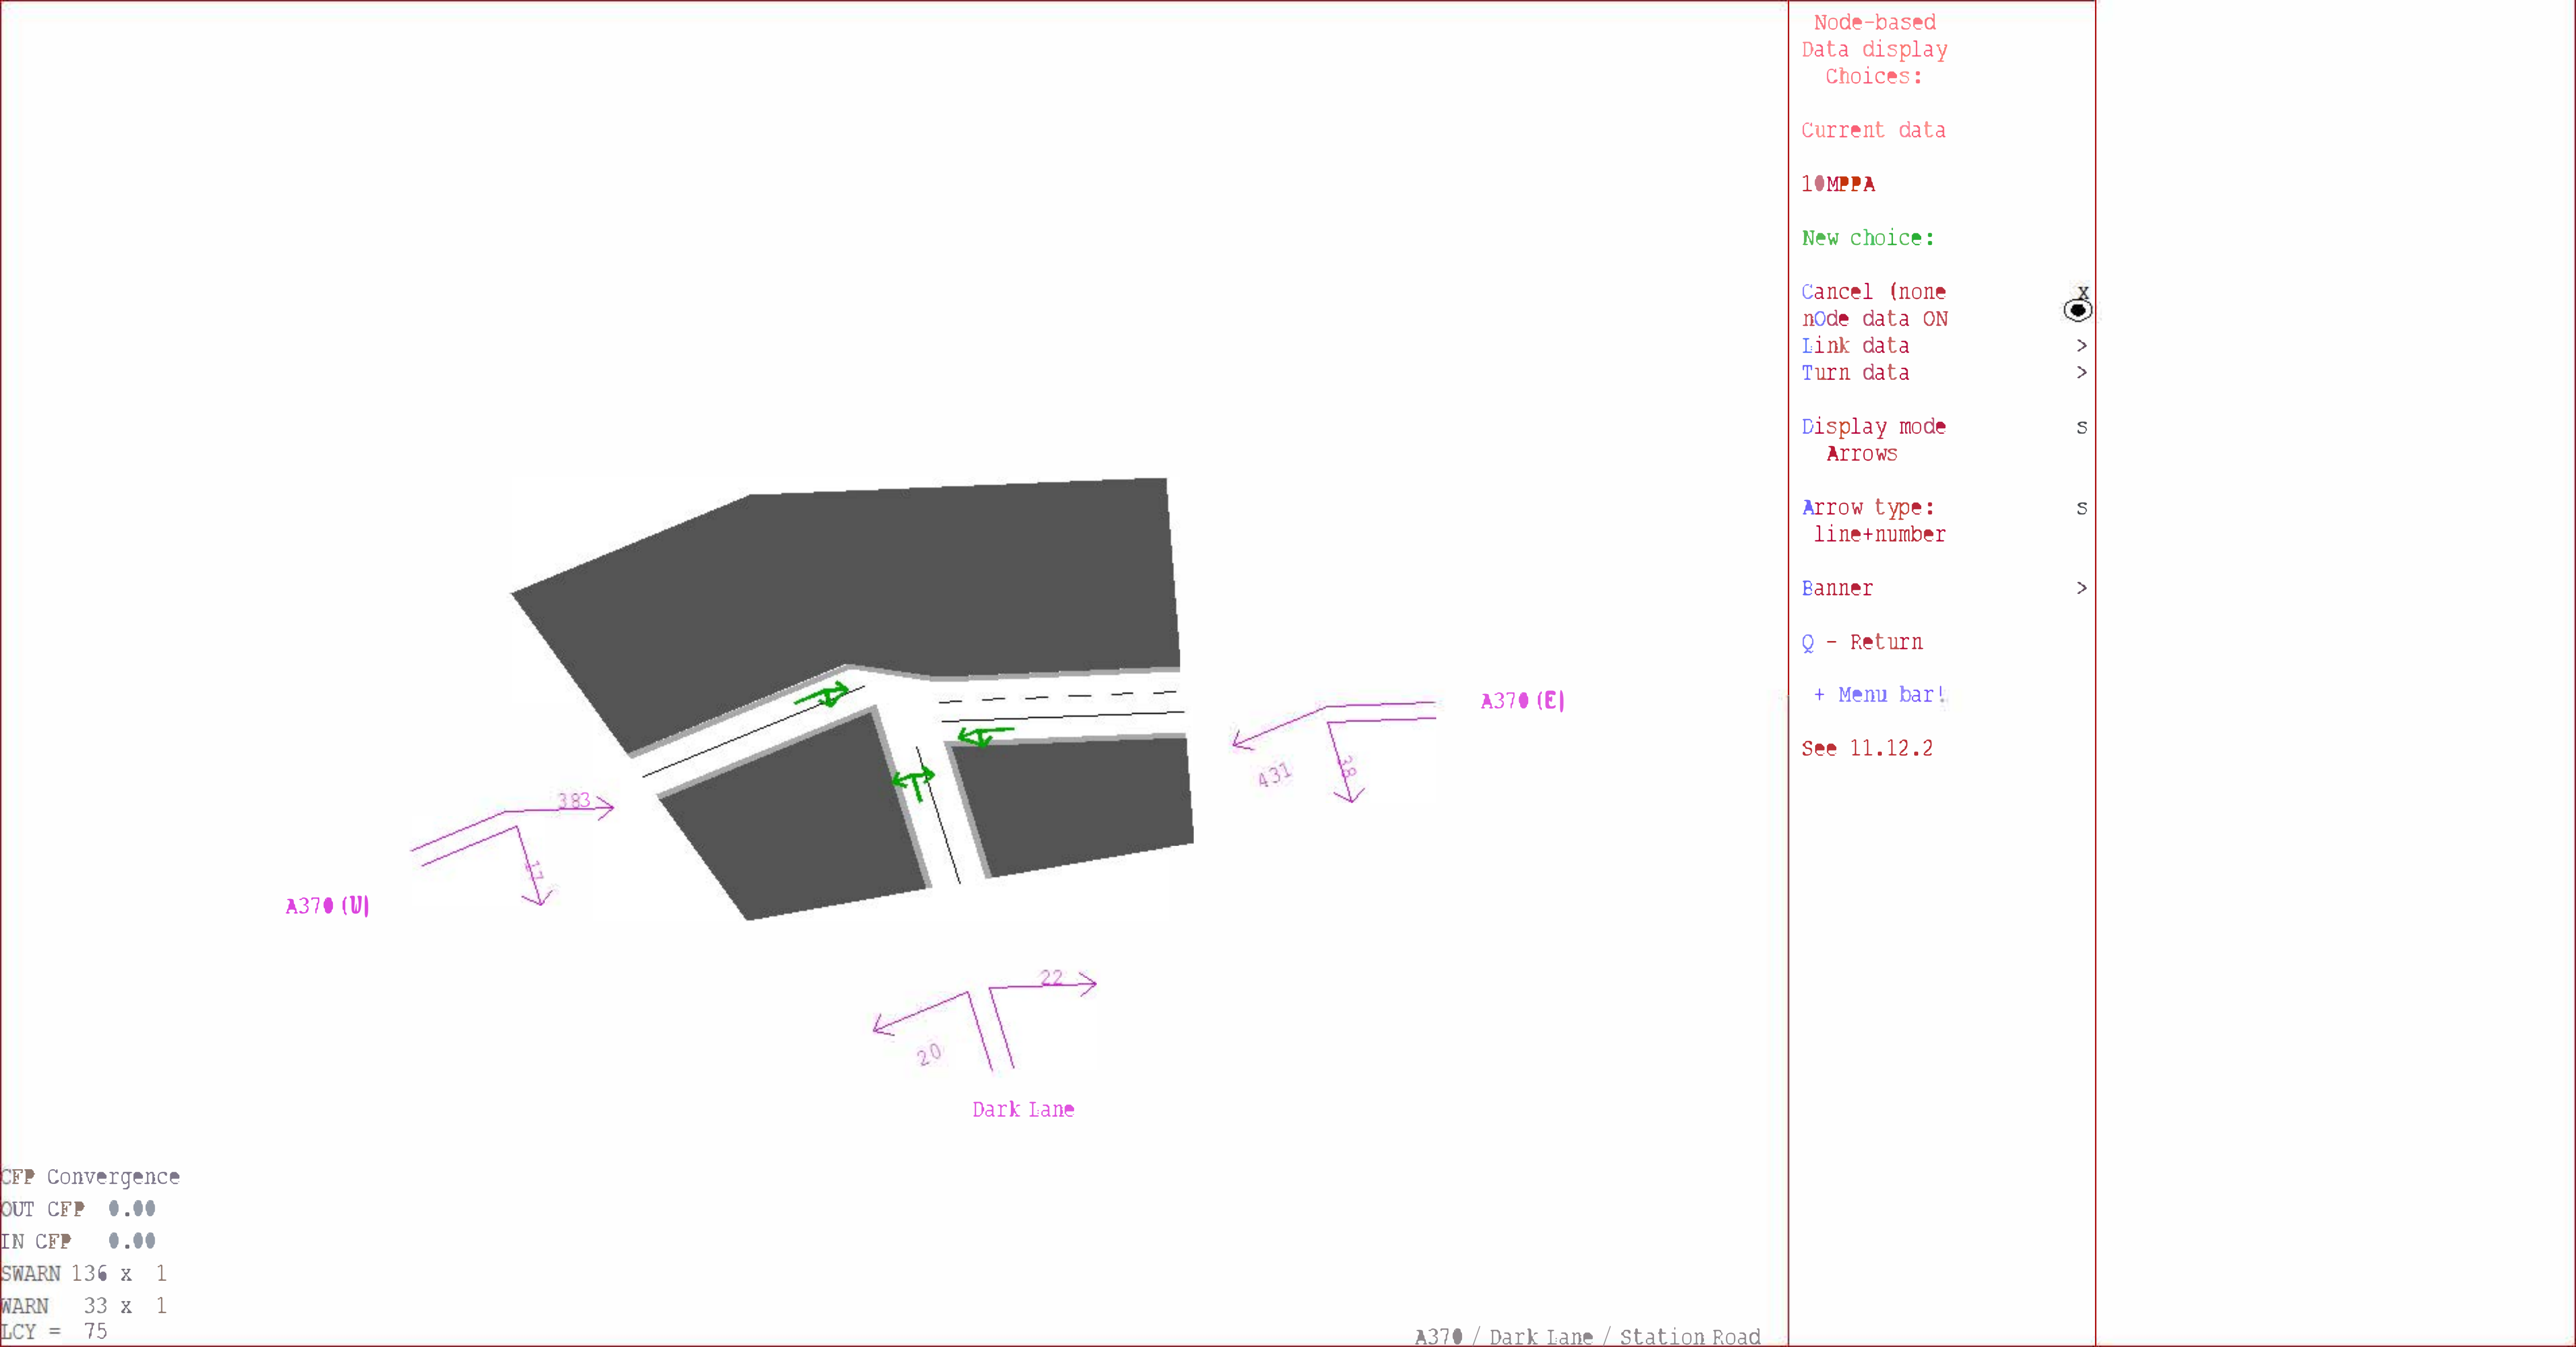 Node-based
Data display
Choices:
Current data
10MPPA
New choice:
Cancel (none x
nOde data ON
Link data >
Turn data >
Display mode s
Arrows
Arrow type: s
line+number
Banner >
Q - Return
+ Menu bar!
See 11.12.2
A370 (E)
431
38
383
17
A370 (W)
22
20
Dark Lane
CFP Convergence
OUT CFP 0.00
IN CFP 0.00
SWARN 136 x 1
WARN 33 x 1
LCY = 75
A370 / Dark Lane / Station Road